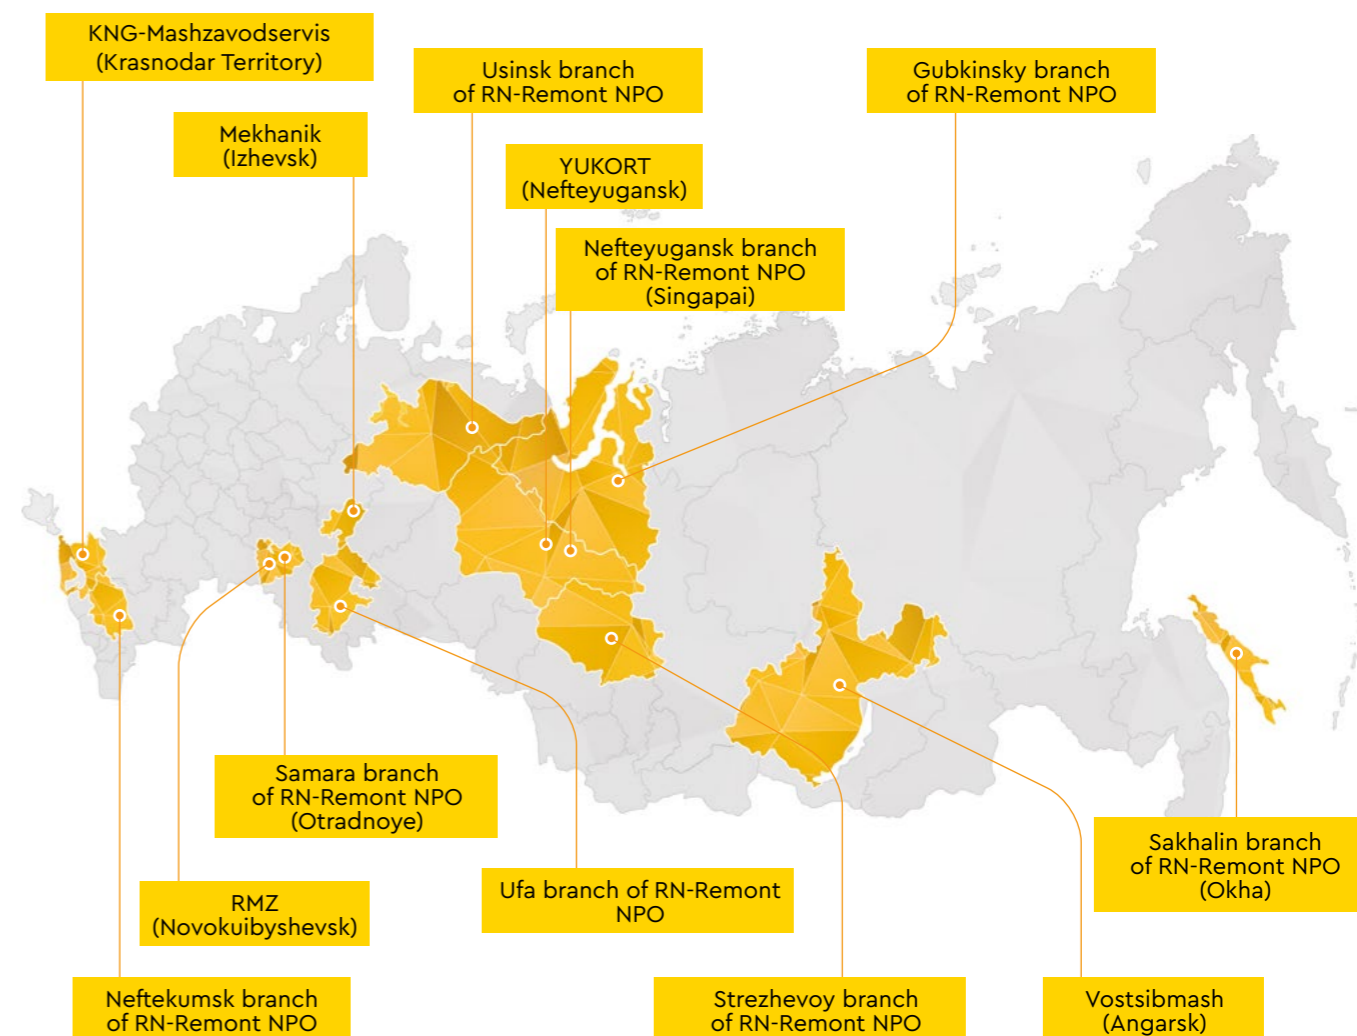 KNG-Mashzavodservis
(Krasnodar Territory)
Usinsk branch
of RN-Remont NPO
Gubkinsky branch
of RN-Remont NPO
Mekhanik
(Izhevsk)
YUKORT
(Nefteyugansk)
Nefteyugansk branch
of RN-Remont NPO
(Singapai)
Samara branch
of RN-Remont NPO
(Otradnoye)
Sakhalin branch
of RN-Remont NPO
(Okha)
Ufa branch of RN-Remont
NPO
RMZ
(Novokuibyshevsk)
Neftekumsk branch
of RN-Remont NPO
Strezhevoy branch
of RN-Remont NPO
Vostsibmash
(Angarsk)